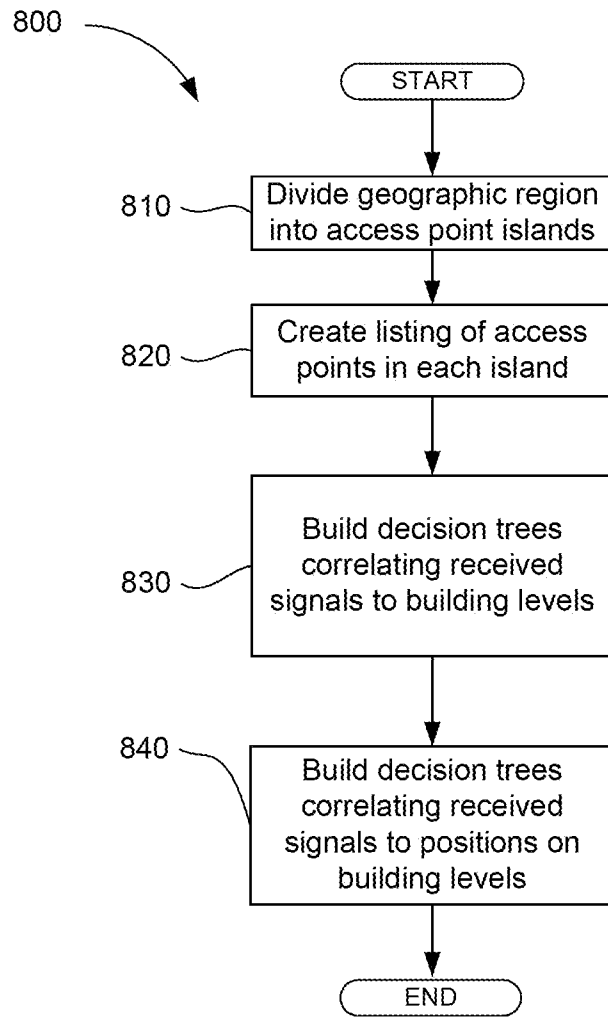 800
START
810
Divide geographic region
into access point islands
820
Create listing of access
points in each island
830
Build decision trees
correlating received
signals to building levels
840
Build decision trees
correlating received
signals to positions on
building levels
END